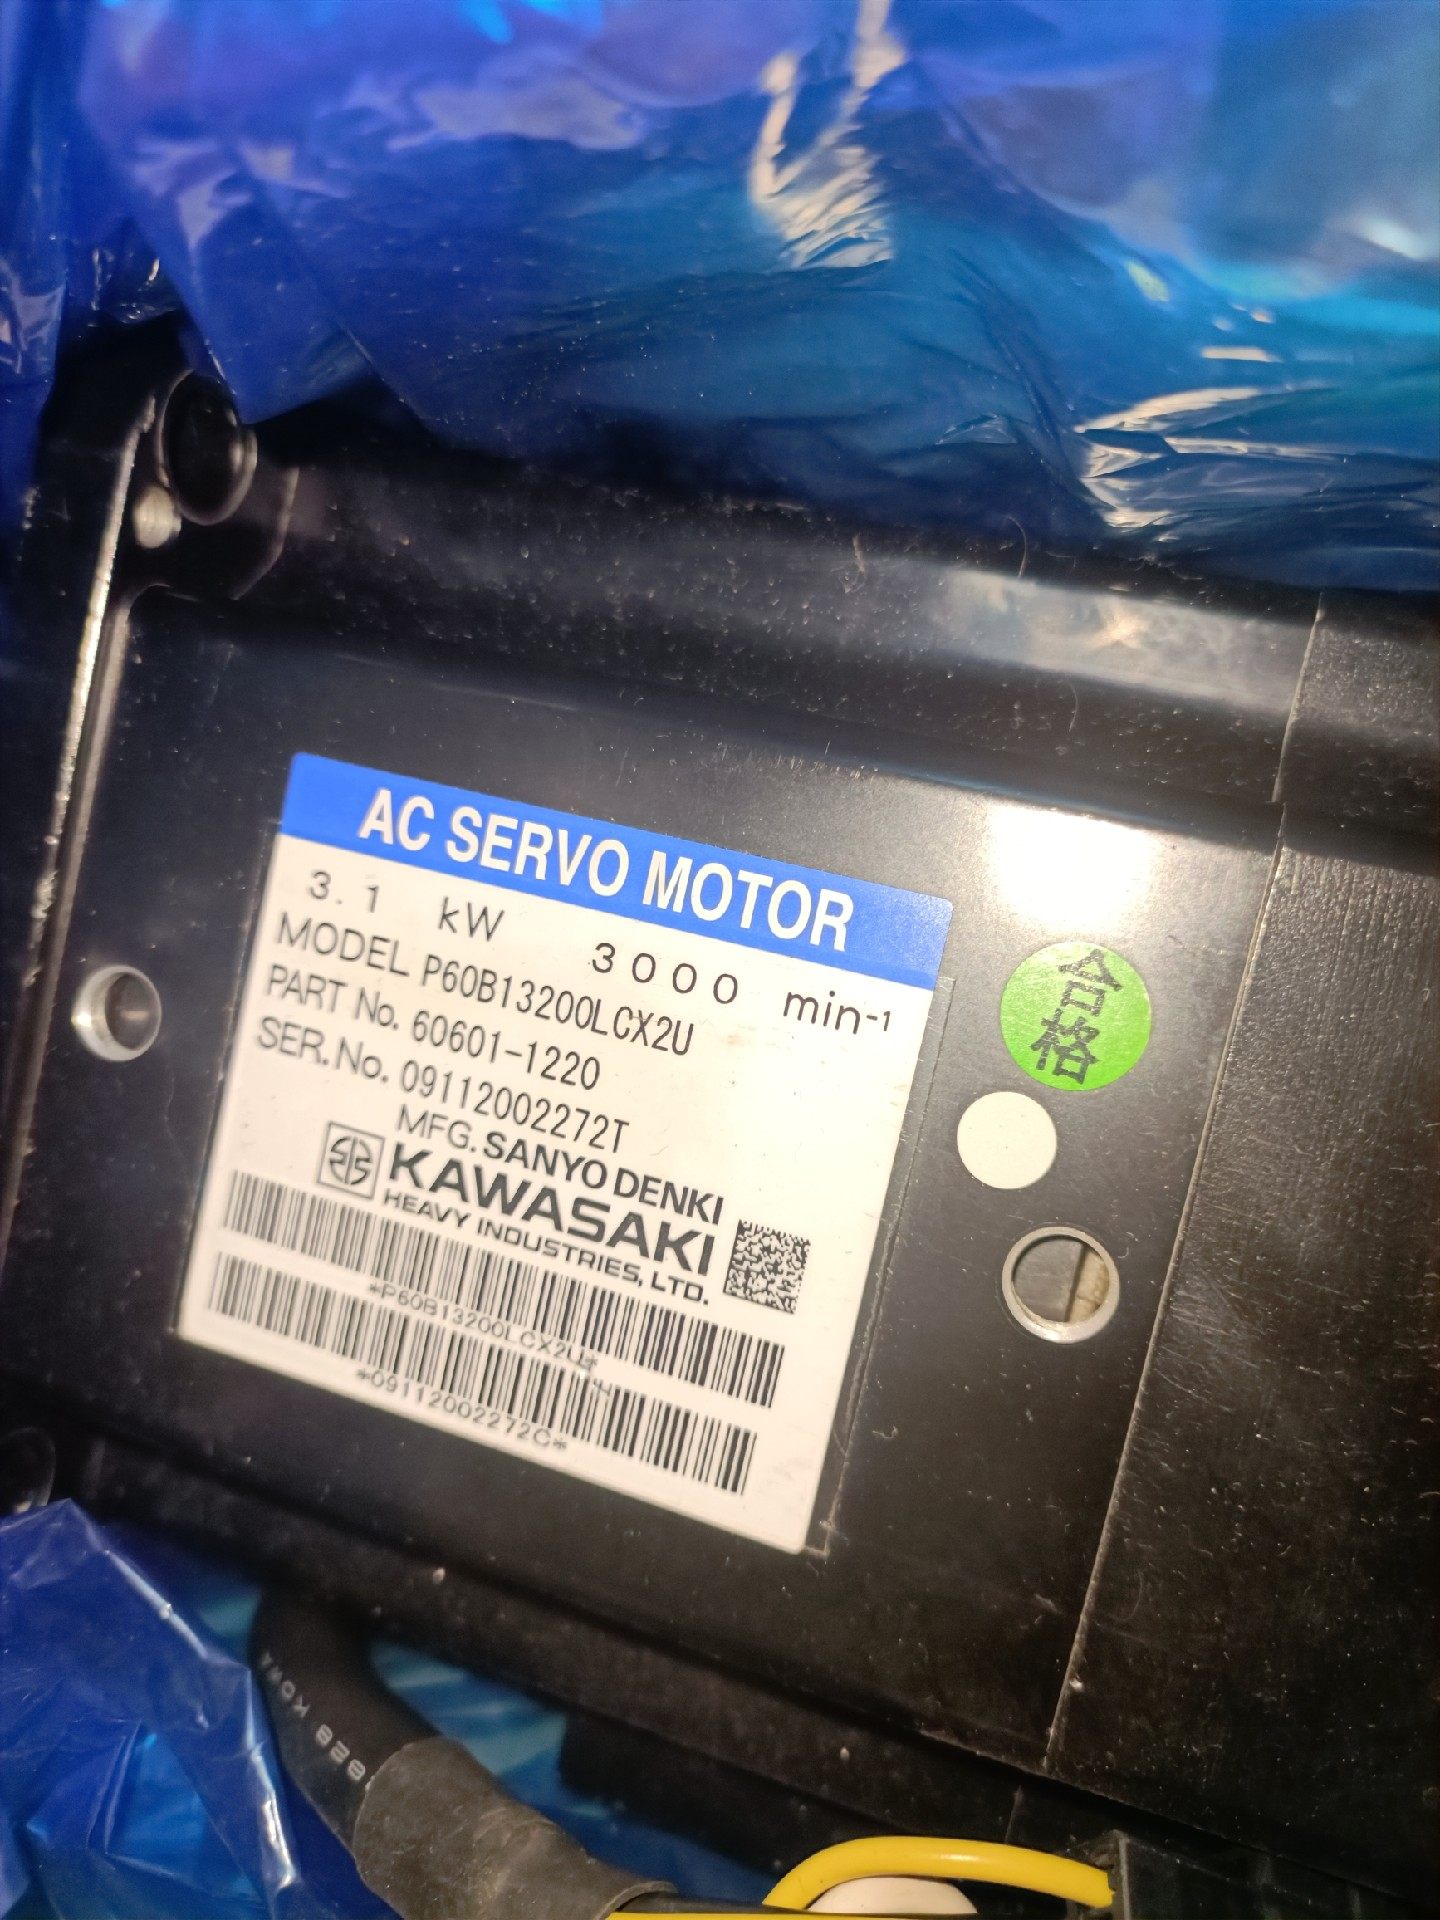 AC SERVO MOTOR
3.1 kW 3000 min⁻¹
MODEL P60B13200LCX2U
PART No. 60601-1220
SER.No. 09112002272T
MFG. SANYO DENKI
KAWASAKI
HEAVY INDUSTRIES, LTD.
*P60B13200LCX2U*
*09112002272C*
合格